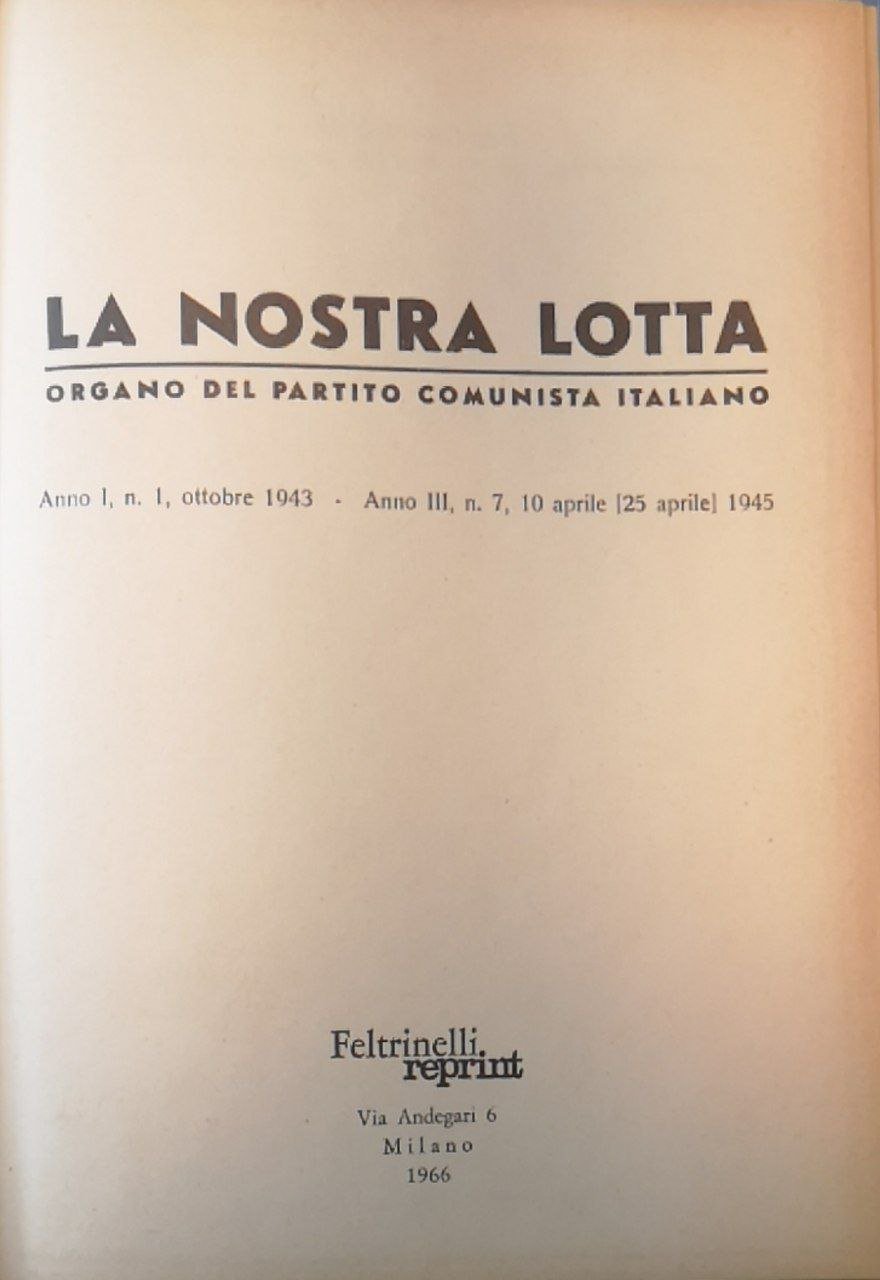 LA NOSTRA LOTTA
ORGANO DEL PARTITO COMUNISTA ITALIANO
Anno I, n. 1, ottobre 1943 - Anno III, n. 7, 10 aprile [25 aprile] 1945
Feltrinelli
reprint
Via Andegari 6
Milano
1966